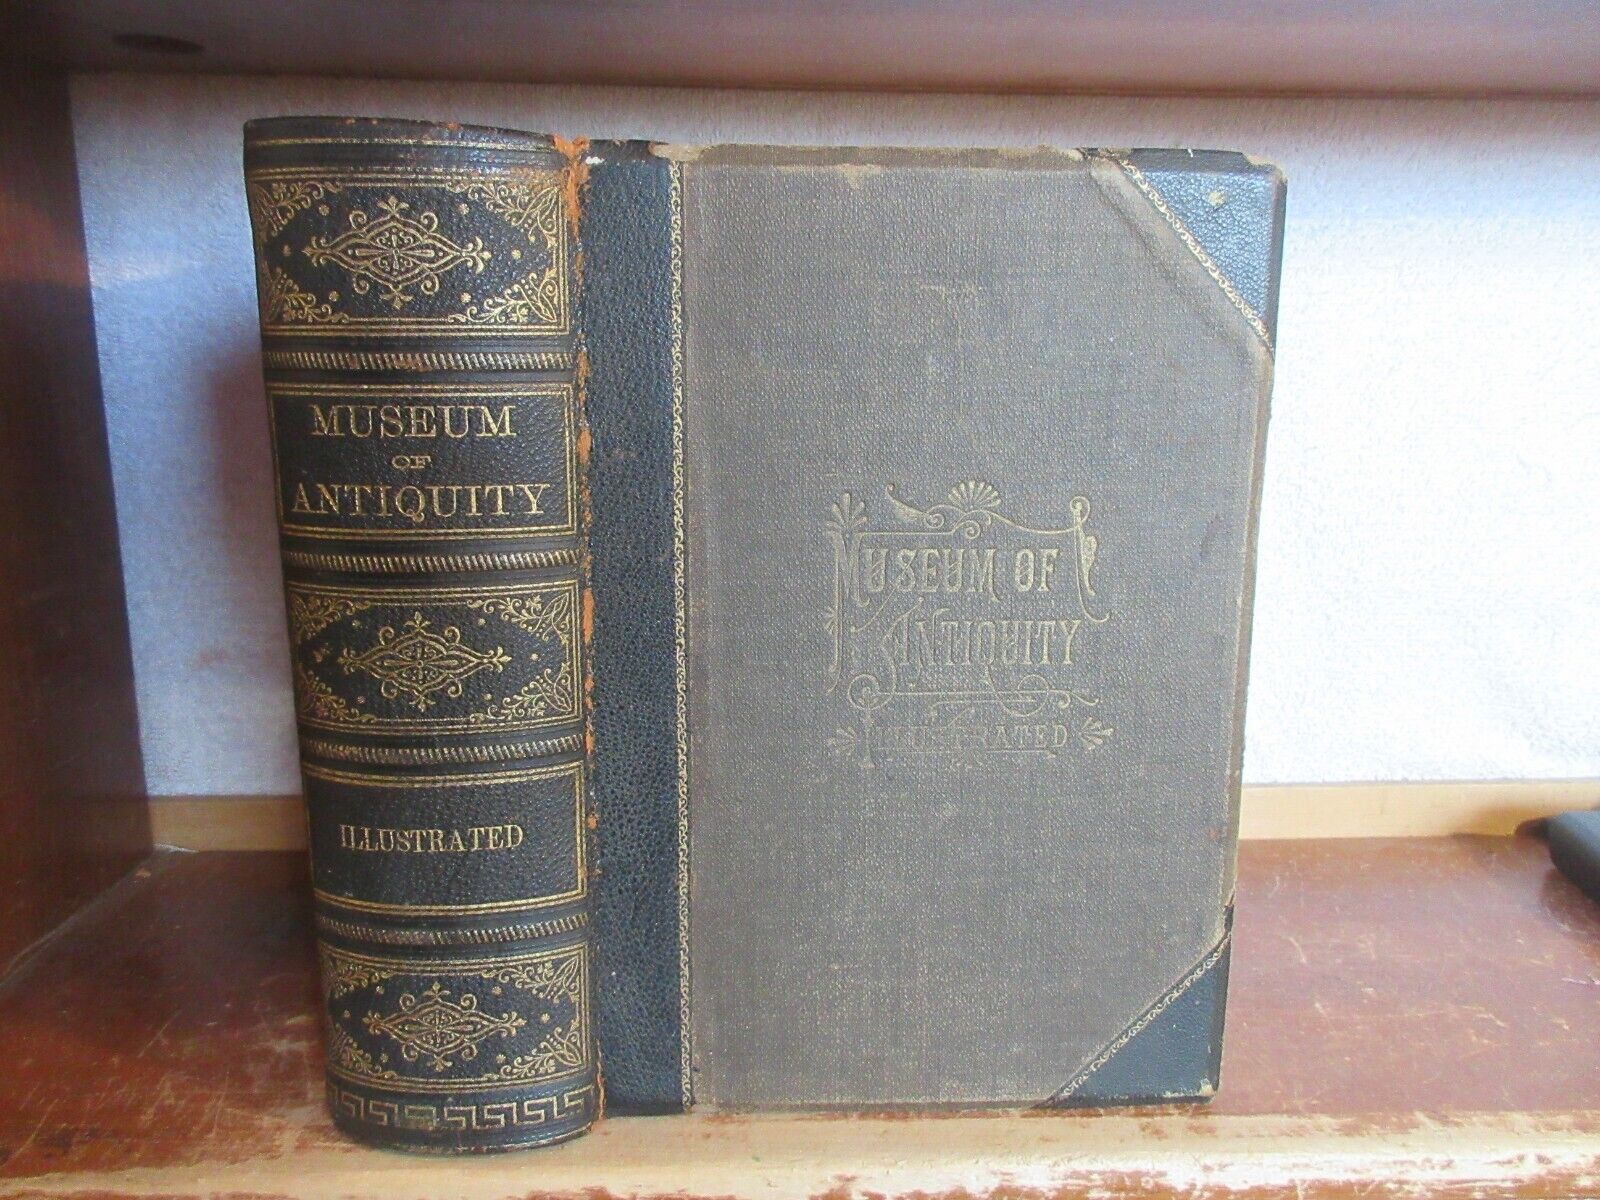 MUSEUM
OF
ANTIQUITY
ILLUSTRATED
MUSEUM OF
ANTIQUITY
ILLUSTRATED